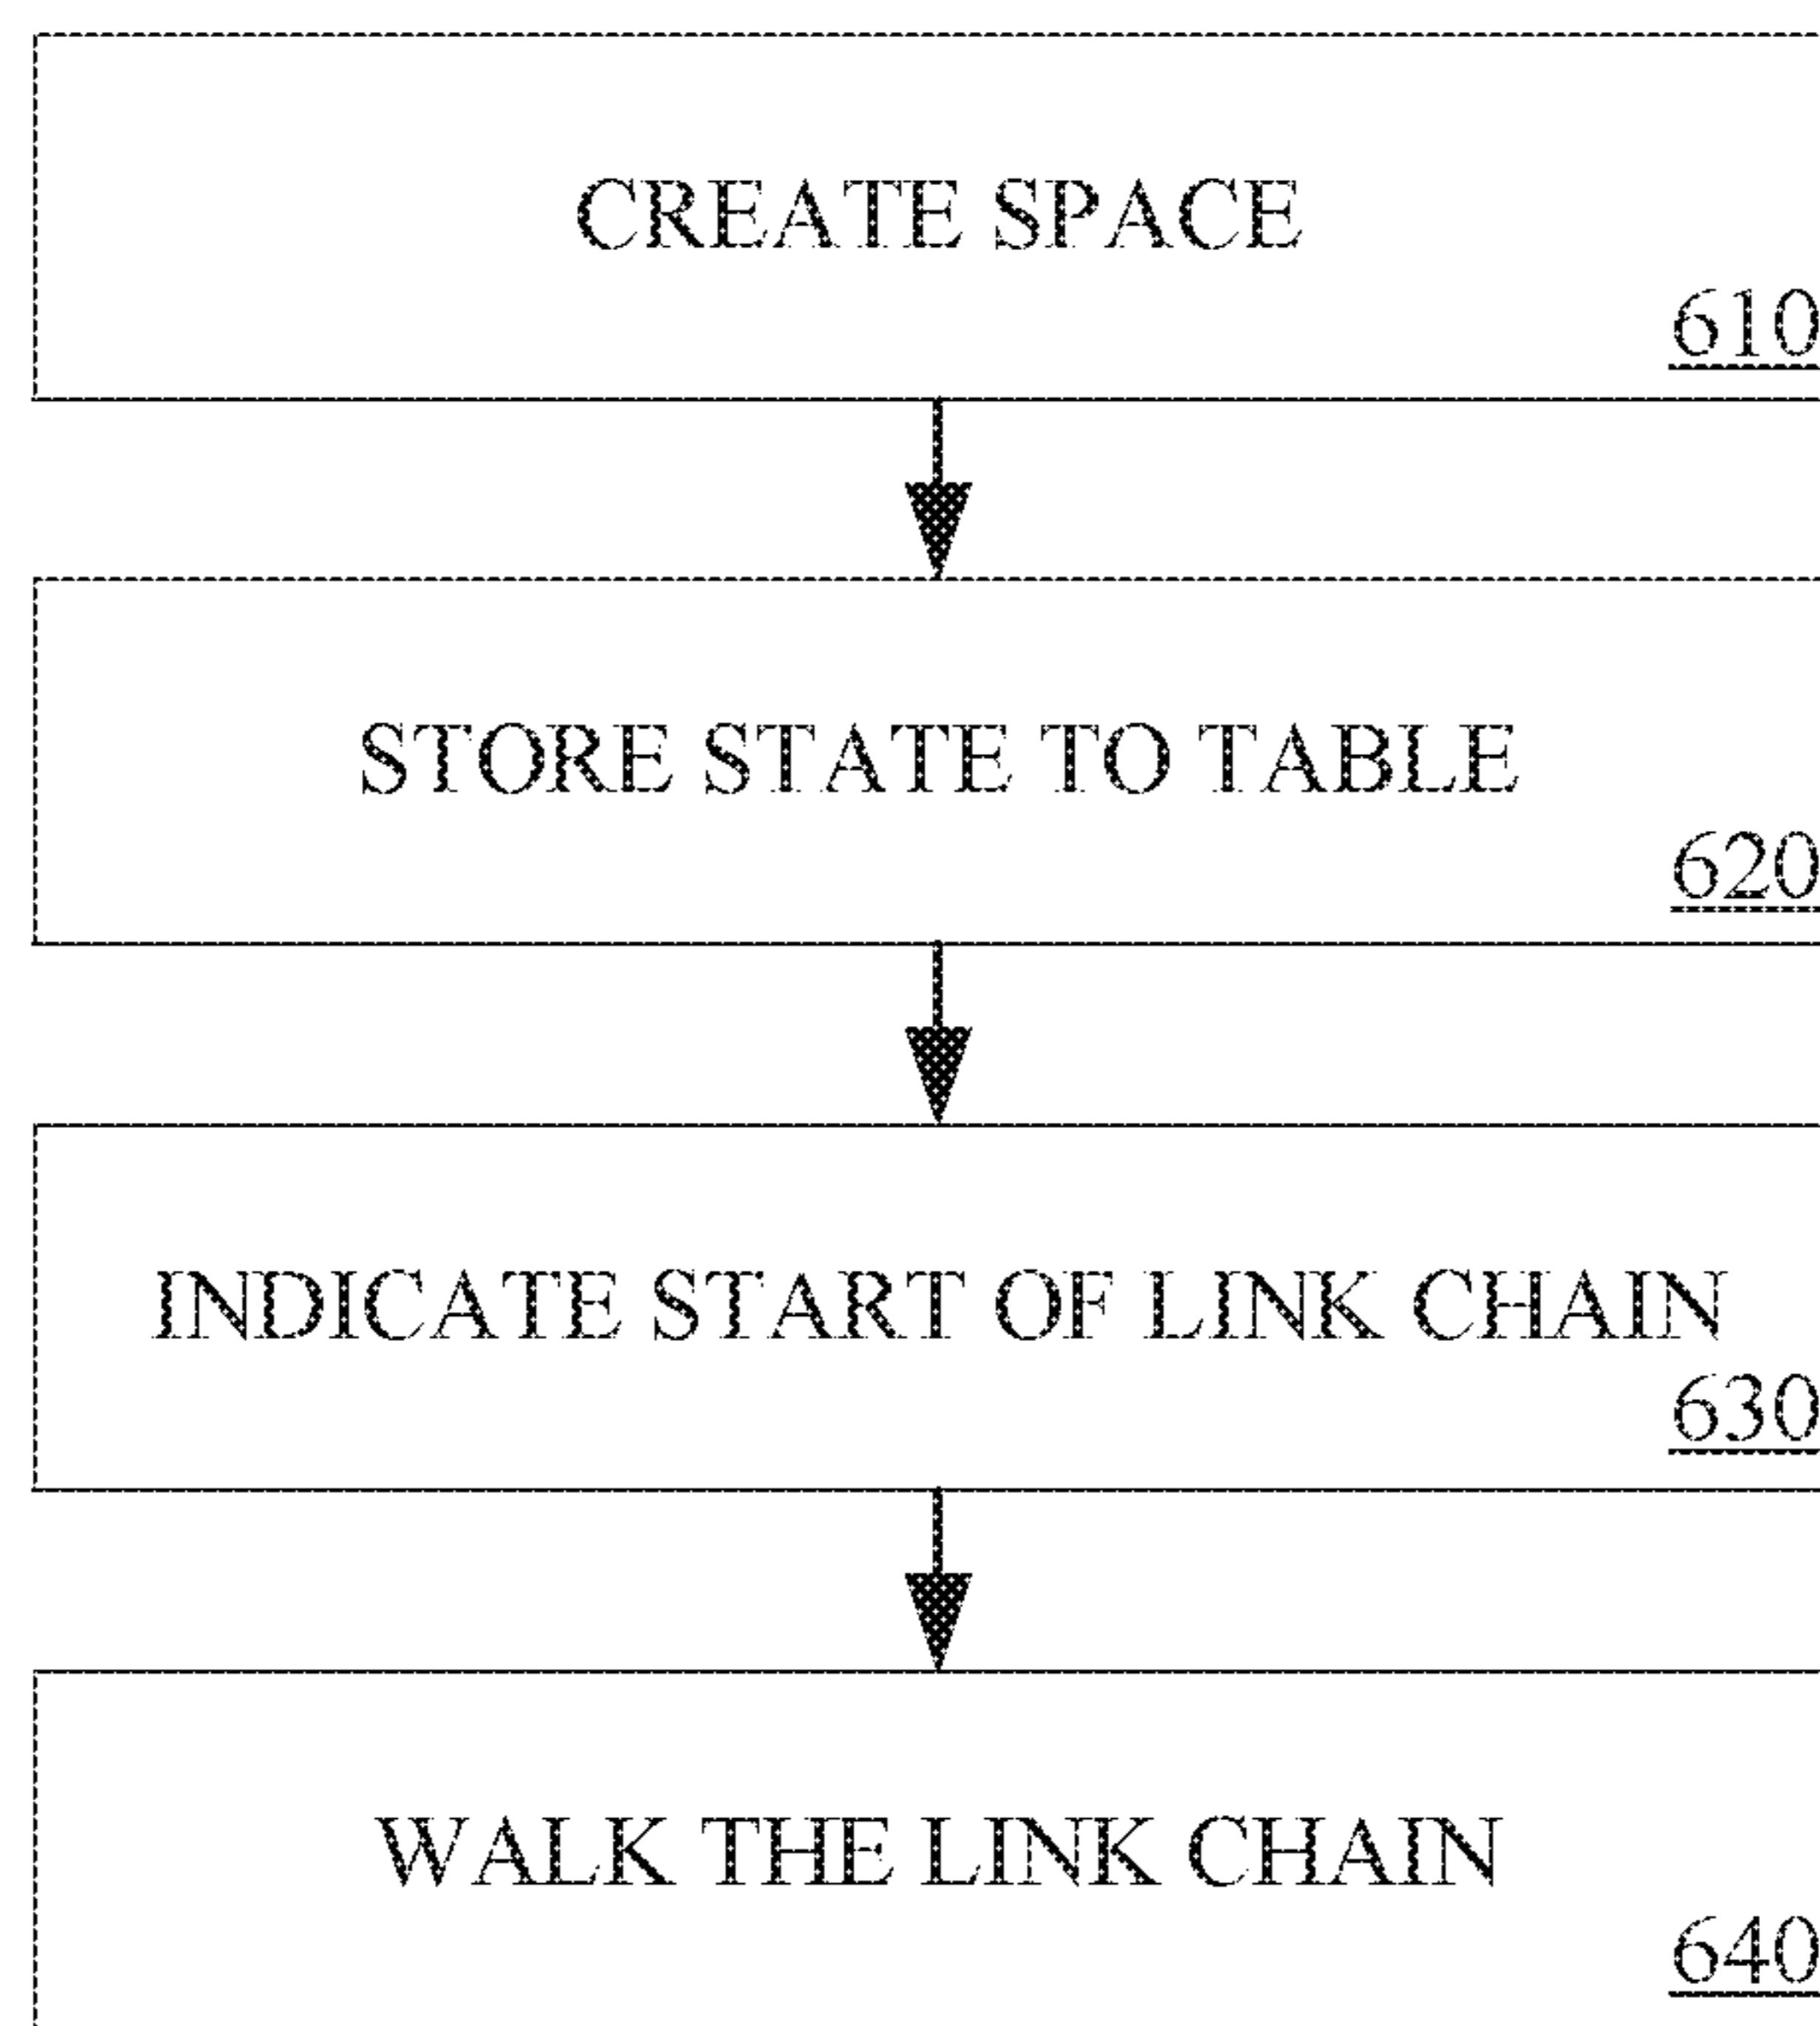 CREATE SPACE
610
STORE STATE TO TABLE
620
INDICATE START OF LINK CHAIN
630
WALK THE LINK CHAIN
640